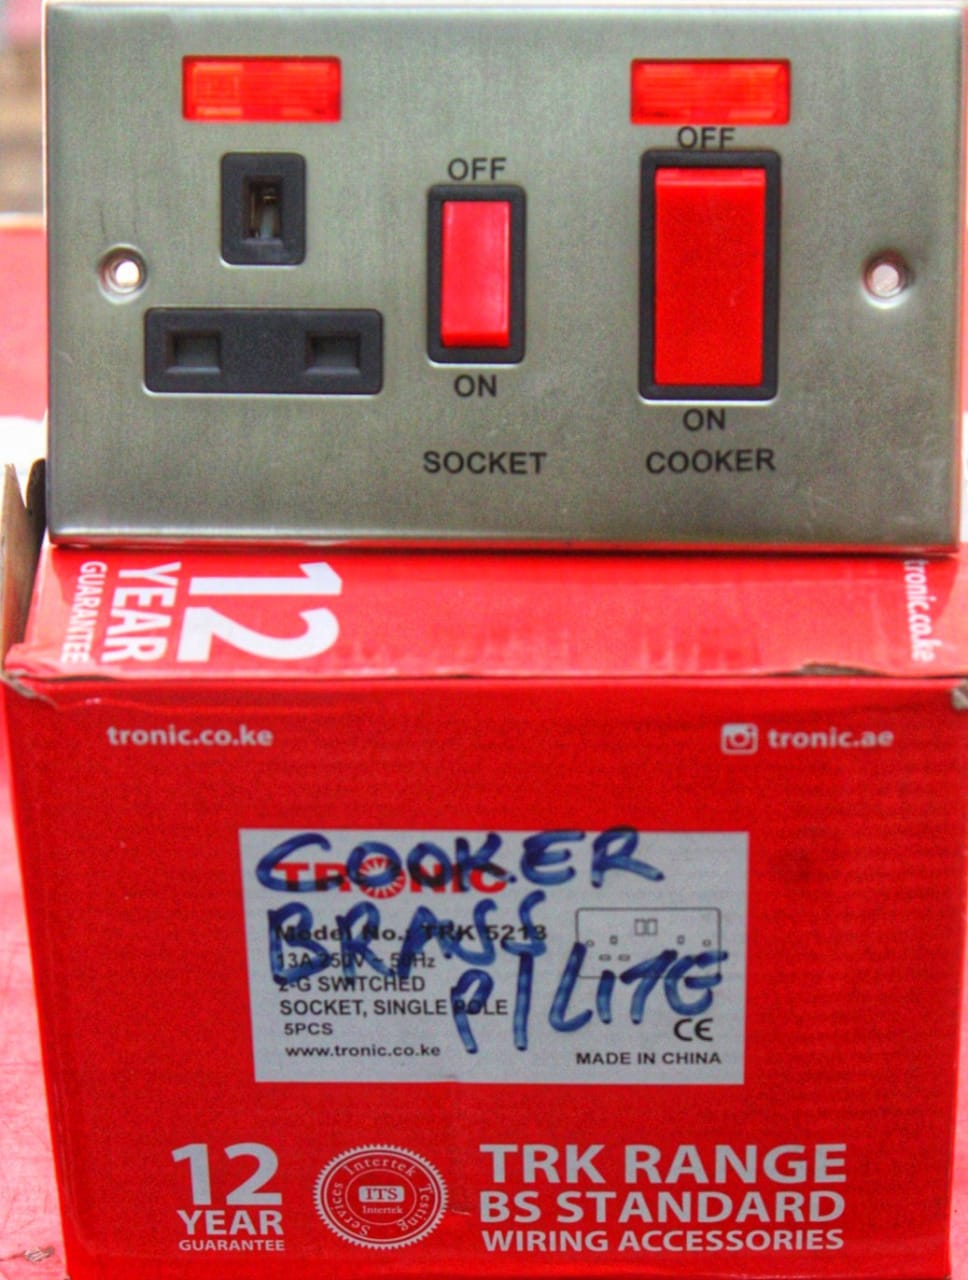 OFF
OFF
ON
ON
SOCKET
COOKER
12
YEAR
GUARANTEE
tronic.co.ke
tronic.co.ke
tronic.ae
COOKER
TRONIC
BRASS
Model No.: TRK 5213
13A 250V ~ 50Hz
P/LITE
2-G SWITCHED
SOCKET, SINGLE POLE
5PCS
CE
www.tronic.co.ke
MADE IN CHINA
12
YEAR
GUARANTEE
Intertek Testing Services
ITS
Intertek
TRK RANGE
BS STANDARD
WIRING ACCESSORIES